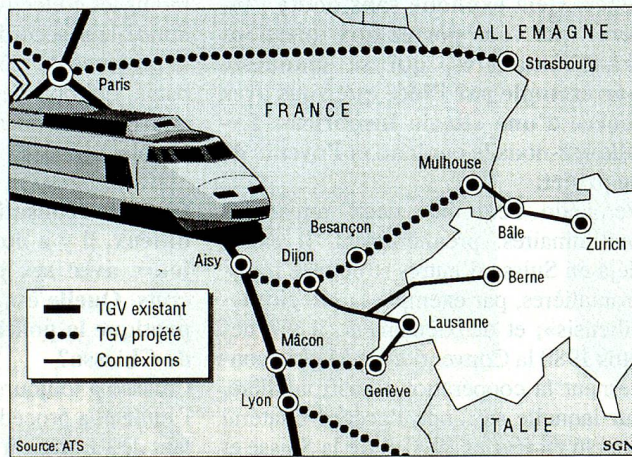 ALLEMAGNE
Strasbourg
Paris
FRANCE
Mulhouse
Besançon
Bâle
Zurich
Aisy
Dijon
Berne
TGV existant
TGV projeté
Connexions
Lausanne
Mâcon
Genève
Lyon
ITALIE
Source: ATS
SGN